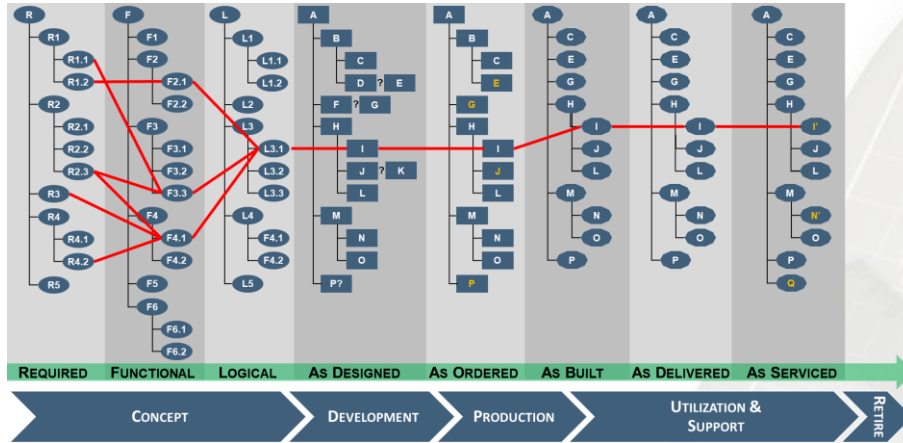 R
R1
R1.1
R1.2
R2
R2.1
R2.2
R2.3
R3
R4
R4.1
R4.2
R5
F
F1
F2
F2.1
F2.2
F3
F3.1
F3.2
F3.3
F4
F4.1
F4.2
F5
F6
F6.1
F6.2
L
L1
L1.1
L1.2
L2
L3
L3.1
L3.2
L3.3
L4
F4.1
F4.2
L5
A
B
C
D ? E
F ? G
H
I
J ? K
L
M
N
O
P?
A
B
C
E
G
H
I
J
L
M
N
O
P
A
C
E
G
H
I
J
L
M
N
O
P
A
C
E
G
H
I
J
L
M
N
O
P
A
C
E
G
H
I'
J
L
M
N'
O
P
Q
REQUIRED
FUNCTIONAL
LOGICAL
AS DESIGNED
AS ORDERED
AS BUILT
AS DELIVERED
AS SERVICED
CONCEPT
DEVELOPMENT
PRODUCTION
UTILIZATION &
SUPPORT
RETIRE